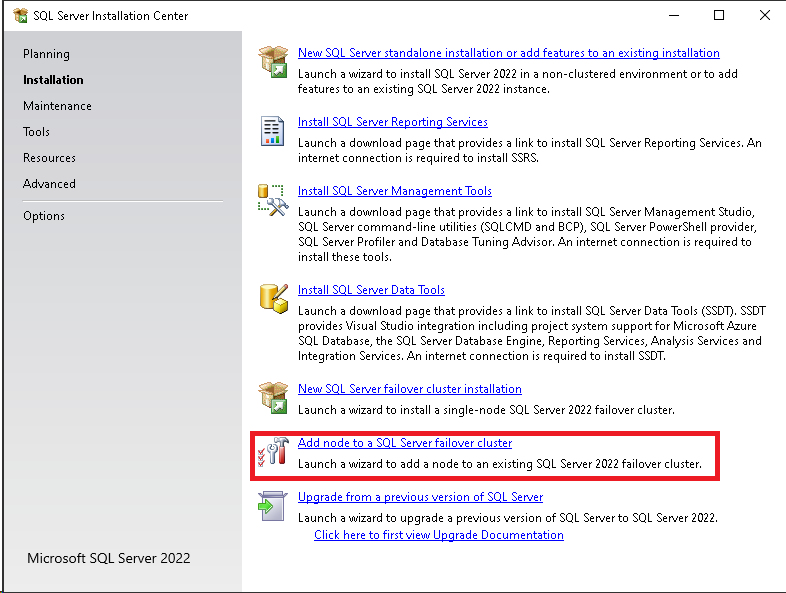 SQL Server Installation Center
Planning
Installation
Maintenance
Tools
Resources
Advanced
Options
Microsoft SQL Server 2022
New SQL Server standalone installation or add features to an existing installation
Launch a wizard to install SQL Server 2022 in a non-clustered environment or to add
features to an existing SQL Server 2022 instance.
Install SQL Server Reporting Services
Launch a download page that provides a link to install SQL Server Reporting Services. An
internet connection is required to install SSRS.
Install SQL Server Management Tools
Launch a download page that provides a link to install SQL Server Management Studio,
SQL Server command-line utilities (SQLCMD and BCP), SQL Server PowerShell provider,
SQL Server Profiler and Database Tuning Advisor. An internet connection is required to
install these tools.
Install SQL Server Data Tools
Launch a download page that provides a link to install SQL Server Data Tools (SSDT). SSDT
provides Visual Studio integration including project system support for Microsoft Azure
SQL Database, the SQL Server Database Engine, Reporting Services, Analysis Services and
Integration Services. An internet connection is required to install SSDT.
New SQL Server failover cluster installation
Launch a wizard to install a single-node SQL Server 2022 failover cluster.
Add node to a SQL Server failover cluster
Launch a wizard to add a node to an existing SQL Server 2022 failover cluster.
Upgrade from a previous version of SQL Server
Launch a wizard to upgrade a previous version of SQL Server to SQL Server 2022.
Click here to first view Upgrade Documentation